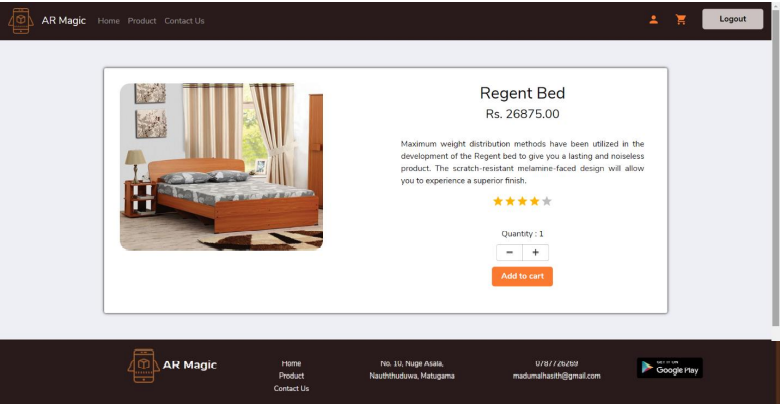 AR Magic Home Product Contact Us Logout
Regent Bed
Rs. 26875.00
Maximum weight distribution methods have been utilized in the
development of the Regent bed to give you a lasting and noiseless
product. The scratch-resistant melamine-faced design will allow
you to experience a superior finish.
Quantity : 1
− +
Add to cart
AR Magic
Home
Product
Contact Us
No. 10, Nuge Asala,
Nauththuduwa, Matugama
0787726269
madumalhasith@gmail.com
GET IT ON
Google Play